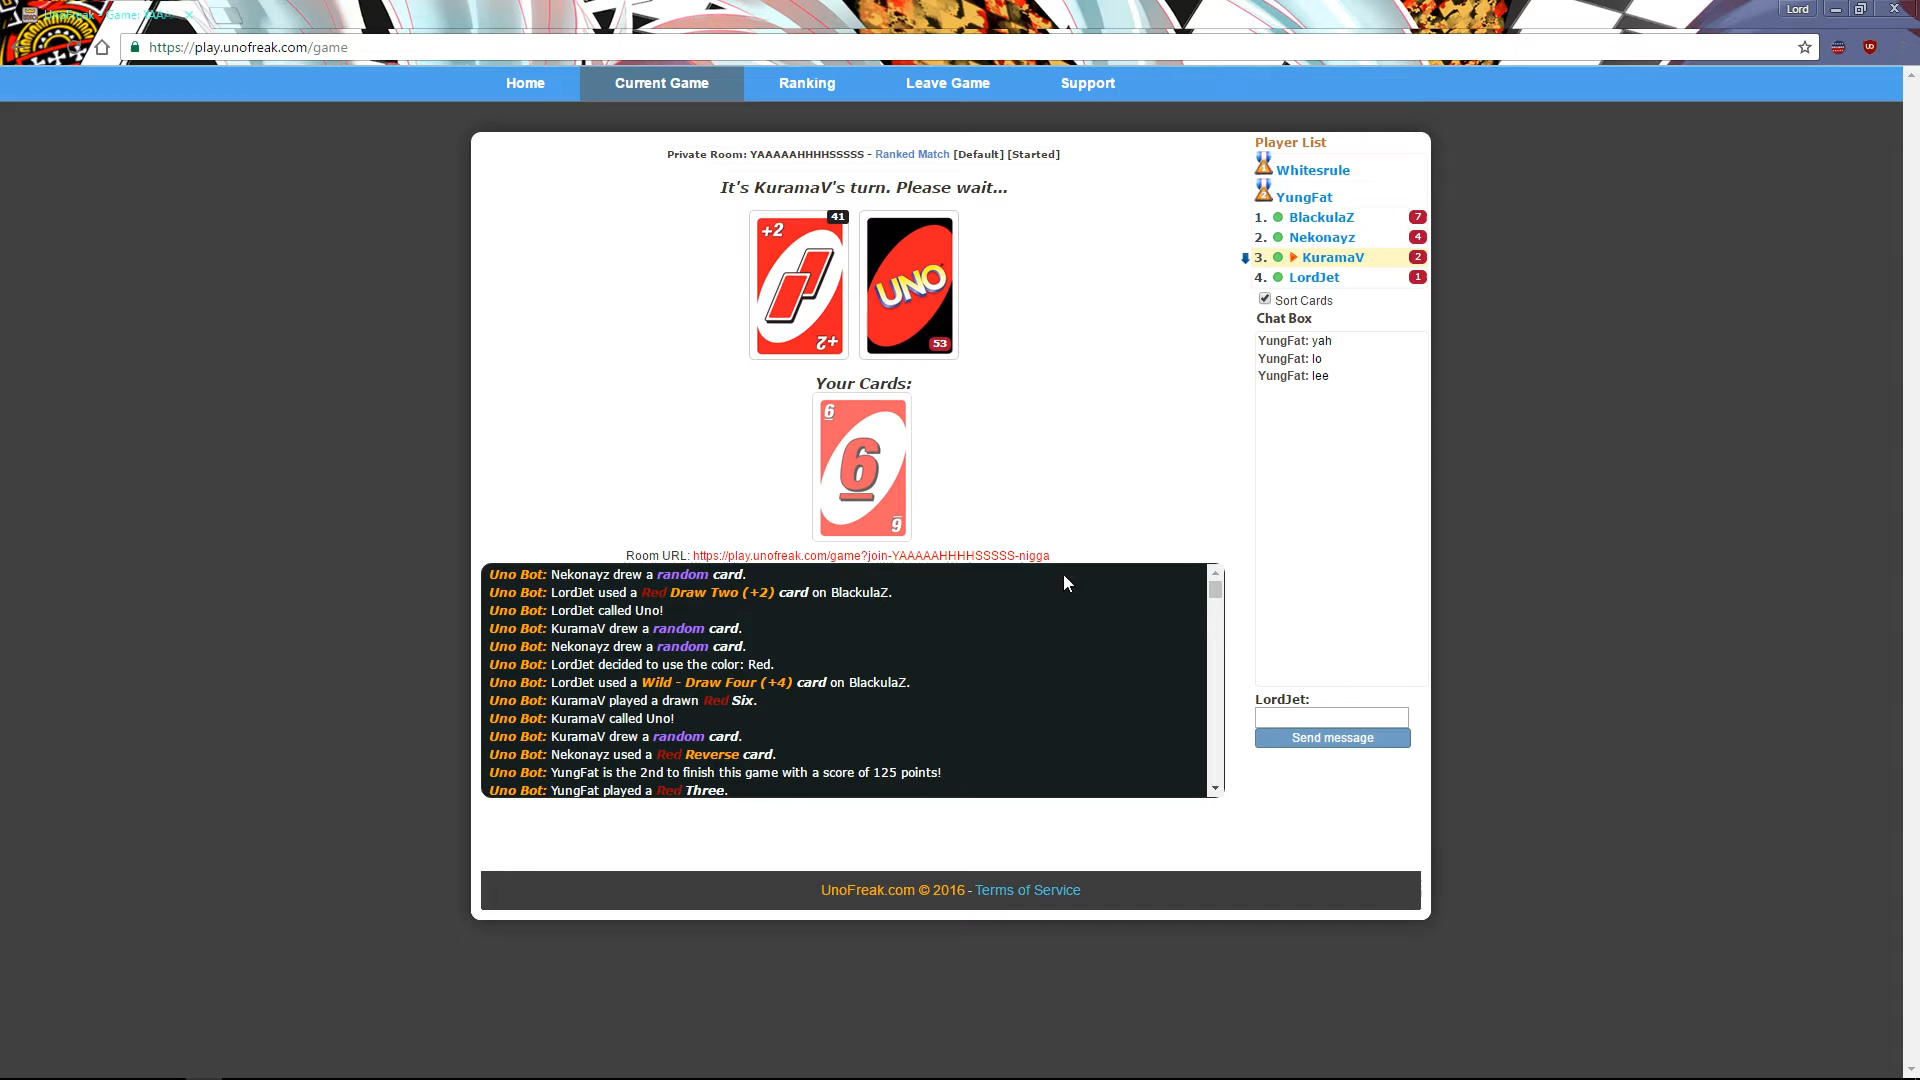 UnoFreak - Game: YAAA
Lord
https://play.unofreak.com/game
Home
Current Game
Ranking
Leave Game
Support
Private Room: YAAAAAHHHHSSSSS - Ranked Match [Default] [Started]
It's KuramaV's turn. Please wait...
41
+2
+2
UNO
53
Your Cards:
6
6
6
Room URL: https://play.unofreak.com/game?join-YAAAAAHHHHSSSSS-nigga
Uno Bot: Nekonayz drew a random card.
Uno Bot: LordJet used a Red Draw Two (+2) card on BlackulaZ.
Uno Bot: LordJet called Uno!
Uno Bot: KuramaV drew a random card.
Uno Bot: Nekonayz drew a random card.
Uno Bot: LordJet decided to use the color: Red.
Uno Bot: LordJet used a Wild - Draw Four (+4) card on BlackulaZ.
Uno Bot: KuramaV played a drawn Red Six.
Uno Bot: KuramaV called Uno!
Uno Bot: KuramaV drew a random card.
Uno Bot: Nekonayz used a Red Reverse card.
Uno Bot: YungFat is the 2nd to finish this game with a score of 125 points!
Uno Bot: YungFat played a Red Three.
Player List
Whitesrule
YungFat
1. BlackulaZ 7
2. Nekonayz 4
3. KuramaV 2
4. LordJet 1
Sort Cards
Chat Box
YungFat: yah
YungFat: lo
YungFat: lee
LordJet:
Send message
UnoFreak.com © 2016 - Terms of Service